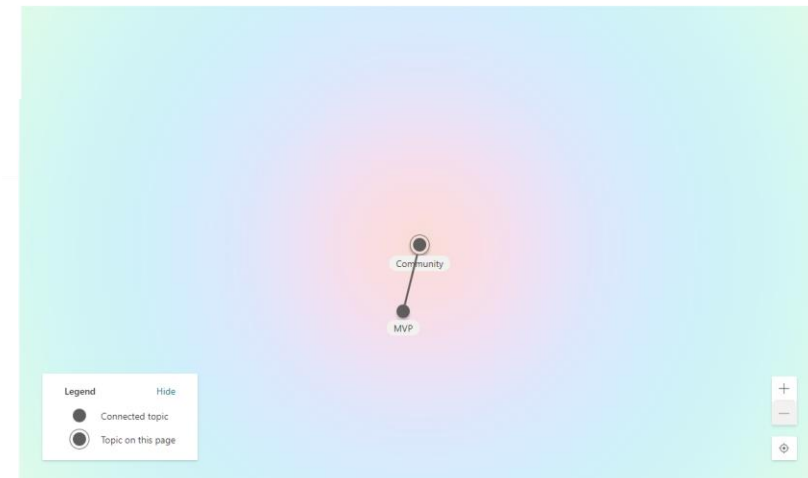 Community
MVP
Legend Hide
Connected topic
Topic on this page